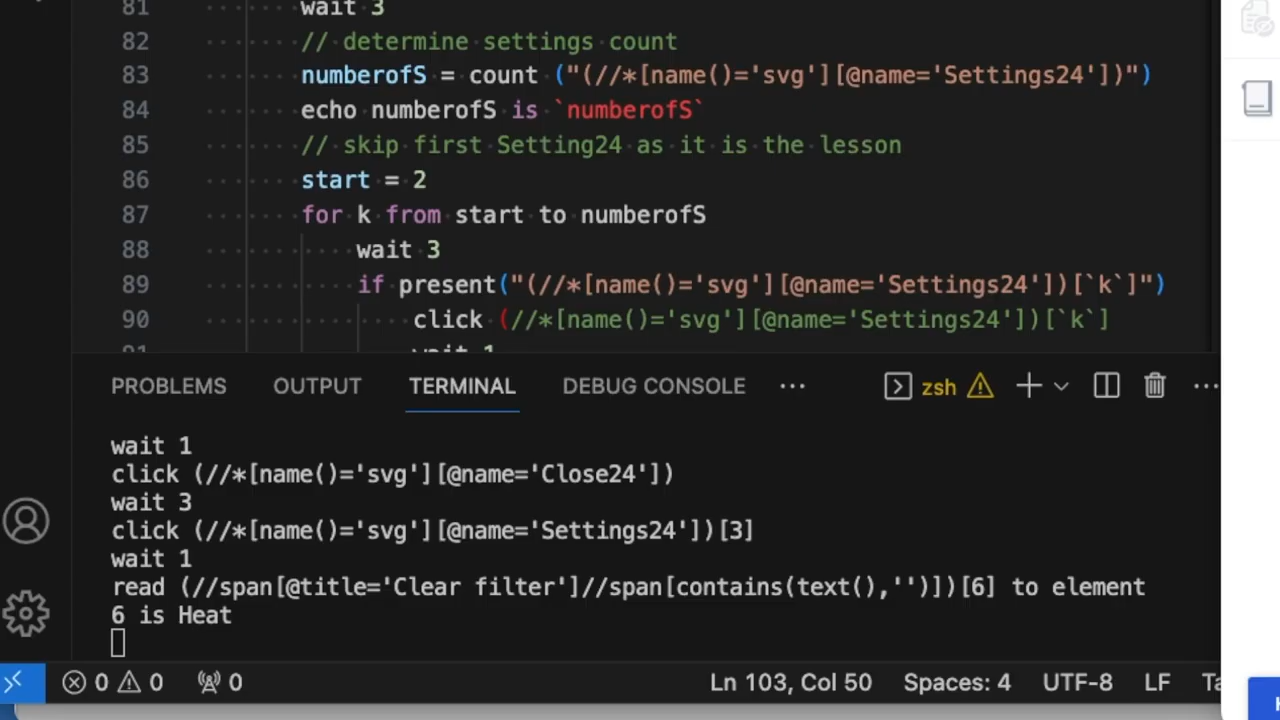 81 wait 3
82 // determine settings count
83 numberofS = count ("(//*[name()='svg'][@name='Settings24'])")
84 echo numberofS is `numberofS`
85 // skip first Setting24 as it is the lesson
86 start = 2
87 for k from start to numberofS
88 wait 3
89 if present("(//*[name()='svg'][@name='Settings24'])[`k`]")
90 click (//*[name()='svg'][@name='Settings24'])[`k`]
91 wait 1
PROBLEMS OUTPUT TERMINAL DEBUG CONSOLE ··· zsh ···
wait 1
click (//*[name()='svg'][@name='Close24'])
wait 3
click (//*[name()='svg'][@name='Settings24'])[3]
wait 1
read (//span[@title='Clear filter']//span[contains(text(),'')])[6] to element
6 is Heat
0 0 0 Ln 103, Col 50 Spaces: 4 UTF-8 LF